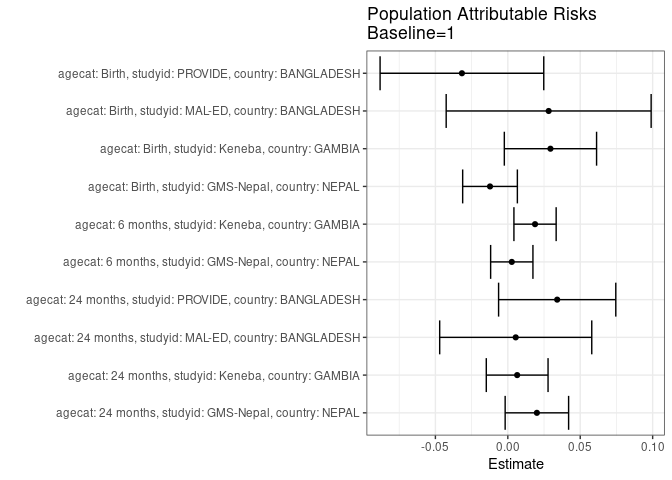 Population Attributable Risks
Baseline=1
agecat: Birth, studyid: PROVIDE, country: BANGLADESH
agecat: Birth, studyid: MAL-ED, country: BANGLADESH
agecat: Birth, studyid: Keneba, country: GAMBIA
agecat: Birth, studyid: GMS-Nepal, country: NEPAL
agecat: 6 months, studyid: Keneba, country: GAMBIA
agecat: 6 months, studyid: GMS-Nepal, country: NEPAL
agecat: 24 months, studyid: PROVIDE, country: BANGLADESH
agecat: 24 months, studyid: MAL-ED, country: BANGLADESH
agecat: 24 months, studyid: Keneba, country: GAMBIA
agecat: 24 months, studyid: GMS-Nepal, country: NEPAL
-0.05 0.00 0.05 0.10
Estimate